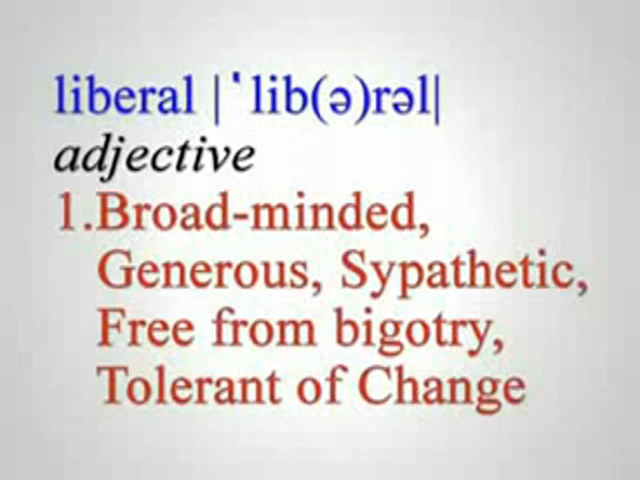 liberal |ˈlib(ə)rəl|
adjective
1.Broad-minded,
Generous, Sypathetic,
Free from bigotry,
Tolerant of Change